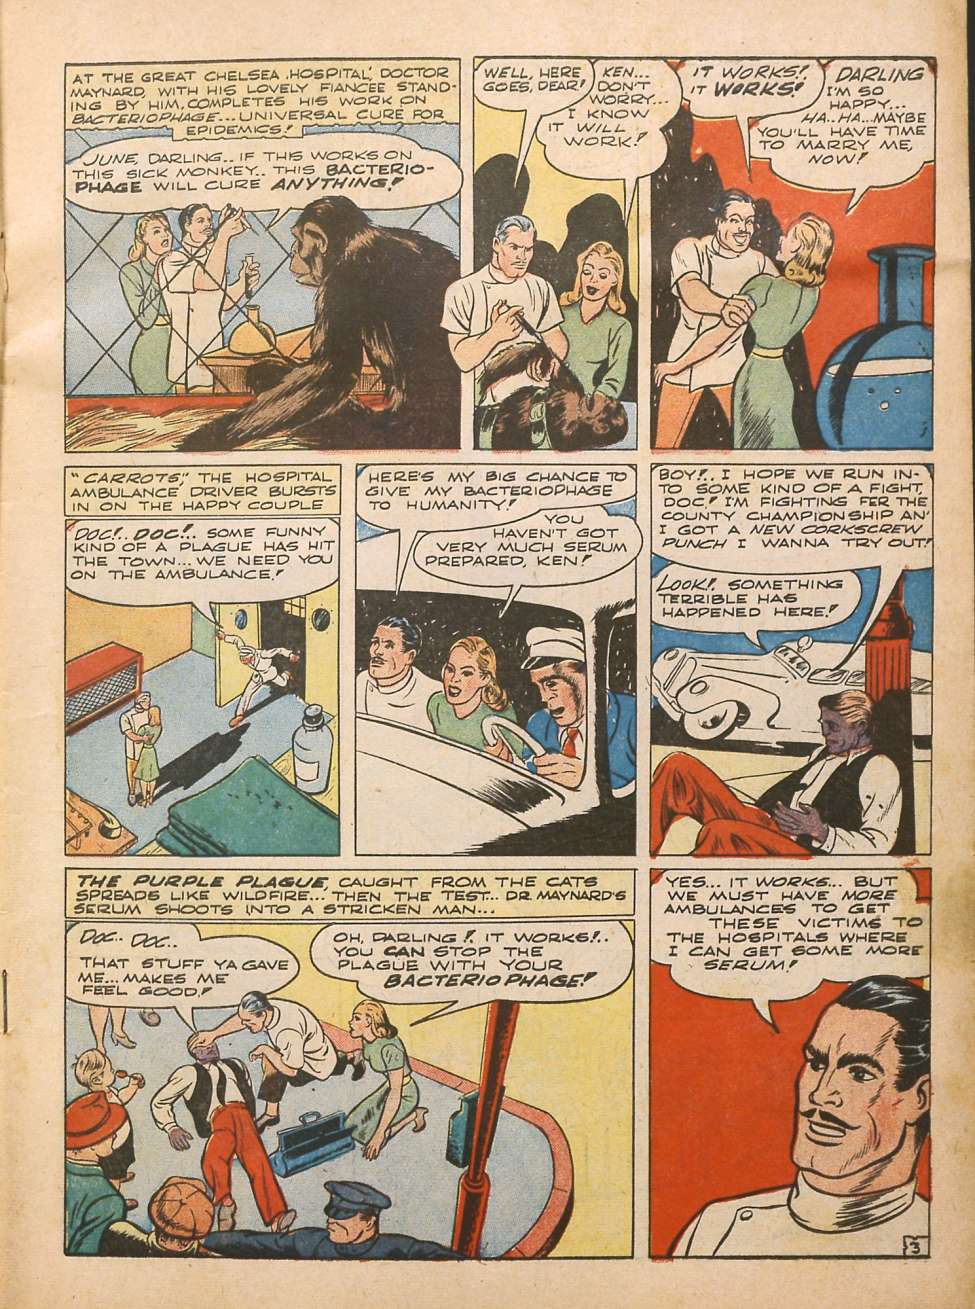 AT THE GREAT CHELSEA HOSPITAL, DOCTOR
MAYNARD, WITH HIS LOVELY FIANCEE STAND-
ING BY HIM, COMPLETES HIS WORK ON
BACTERIOPHAGE... UNIVERSAL CURE FOR
EPIDEMICS!
JUNE, DARLING.. IF THIS WORKS ON
THIS SICK MONKEY.. THIS BACTERIO-
PHAGE WILL CURE ANYTHING!
WELL, HERE
GOES, DEAR!
KEN...
DON'T
WORRY...
I KNOW
IT WILL
WORK!
IT WORKS!
IT WORKS!
DARLING
I'M SO
HAPPY...
HA..HA...MAYBE
YOU'LL HAVE TIME
TO MARRY ME,
NOW!
"CARROTS," THE HOSPITAL
AMBULANCE DRIVER BURSTS
IN ON THE HAPPY COUPLE
DOC!.. DOC!.. SOME FUNNY
KIND OF A PLAGUE HAS HIT
THE TOWN... WE NEED YOU
ON THE AMBULANCE!
HERE'S MY BIG CHANCE TO
GIVE MY BACTERIOPHAGE
TO HUMANITY!
YOU
HAVEN'T GOT
VERY MUCH SERUM
PREPARED, KEN!
BOY!.. I HOPE WE RUN IN-
TO SOME KIND OF A FIGHT,
DOC! I'M FIGHTING FER THE
COUNTY CHAMPIONSHIP AN'
I GOT A NEW CORKSCREW
PUNCH I WANNA TRY OUT!
LOOK!. SOMETHING
TERRIBLE HAS
HAPPENED HERE!
THE PURPLE PLAGUE, CAUGHT FROM THE CATS
SPREADS LIKE WILDFIRE... THEN THE TEST... DR. MAYNARD'S
SERUM SHOOTS INTO A STRICKEN MAN...
DOC.. DOC..
THAT STUFF YA GAVE
ME... MAKES ME
FEEL GOOD!
OH, DARLING!. IT WORKS!..
YOU CAN STOP THE
PLAGUE WITH YOUR
BACTERIOPHAGE!
YES... IT WORKS... BUT
WE MUST HAVE MORE
AMBULANCES TO GET
THESE VICTIMS TO
THE HOSPITALS WHERE
I CAN GET SOME MORE
SERUM!
3